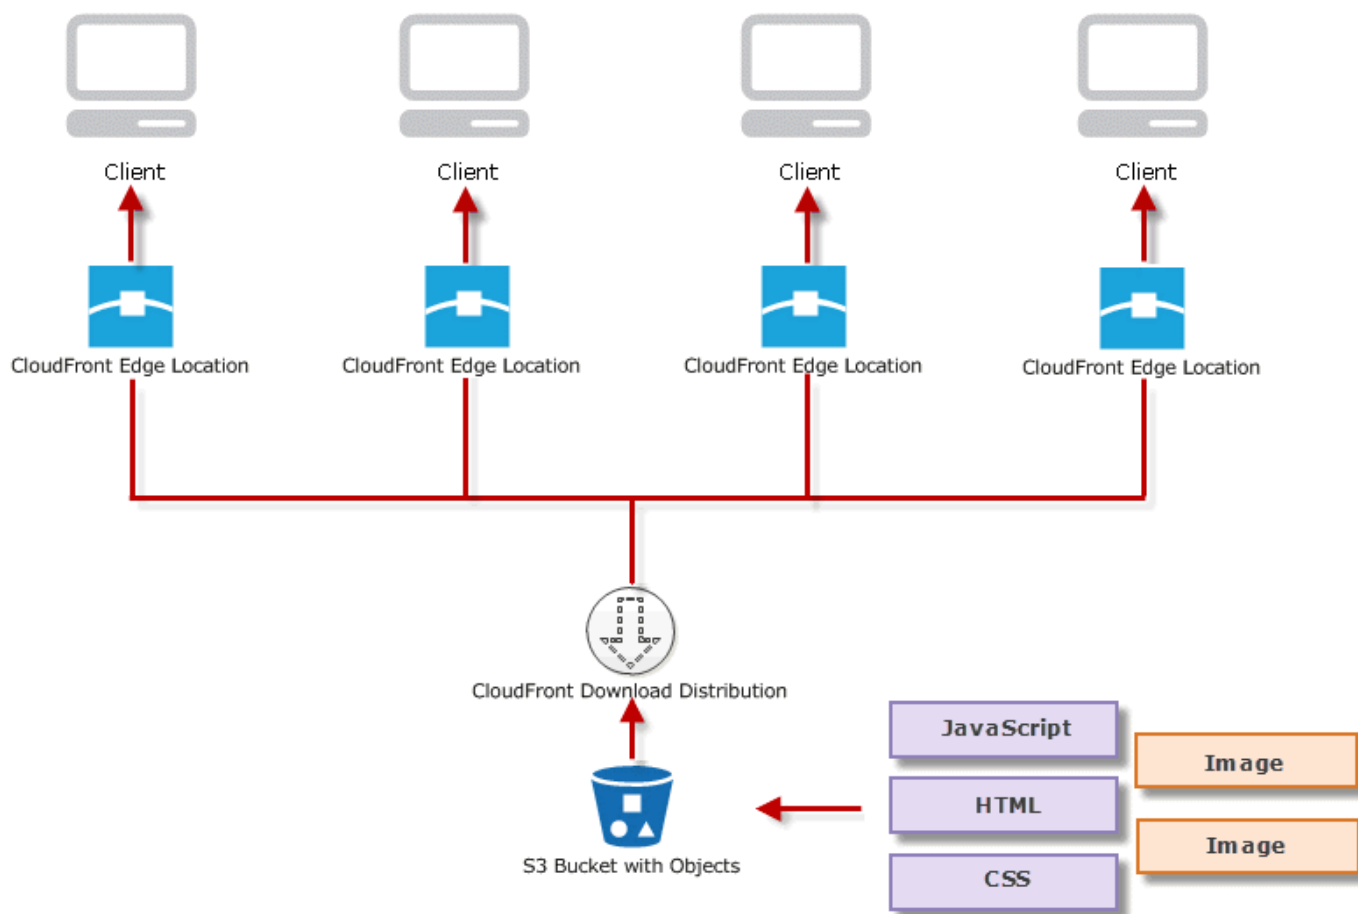 Client
Client
Client
Client
CloudFront Edge Location
CloudFront Edge Location
CloudFront Edge Location
CloudFront Edge Location
CloudFront Download Distribution
JavaScript
Image
HTML
Image
S3 Bucket with Objects
CSS